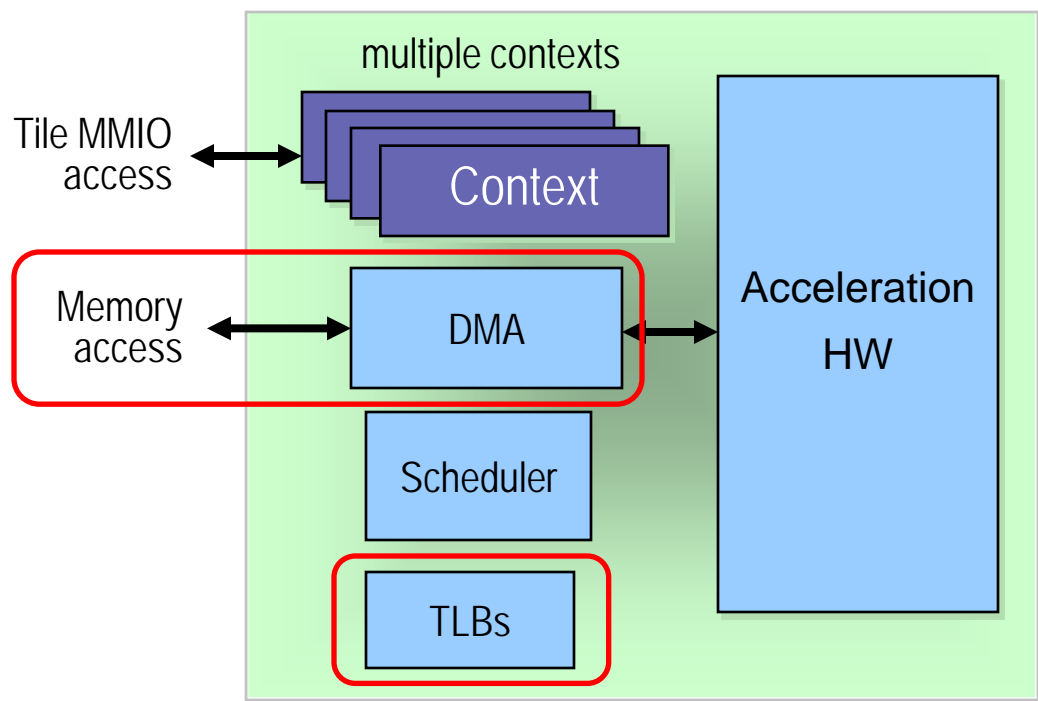 multiple contexts
Tile MMIO
access
Context
Memory
access
DMA
Acceleration
HW
Scheduler
TLBs